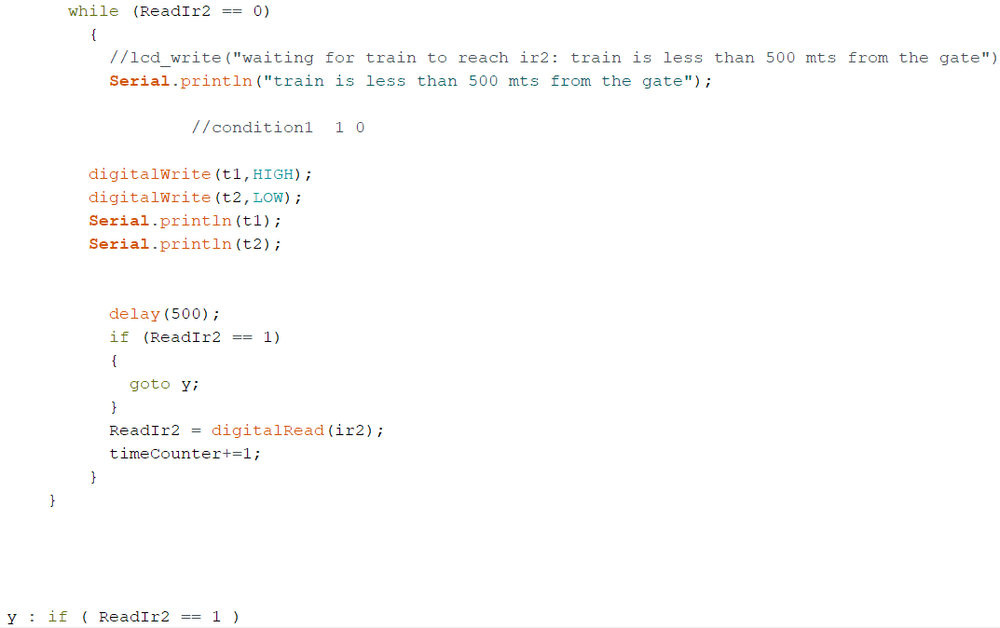 while (ReadIr2 == 0)
{
//lcd_write("waiting for train to reach ir2: train is less than 500 mts from the gate")
Serial.println("train is less than 500 mts from the gate");
//condition1  1 0
digitalWrite(t1,HIGH);
digitalWrite(t2,LOW);
Serial.println(t1);
Serial.println(t2);
delay(500);
if (ReadIr2 == 1)
{
goto y;
}
ReadIr2 = digitalRead(ir2);
timeCounter+=1;
}
}
y : if ( ReadIr2 == 1 )